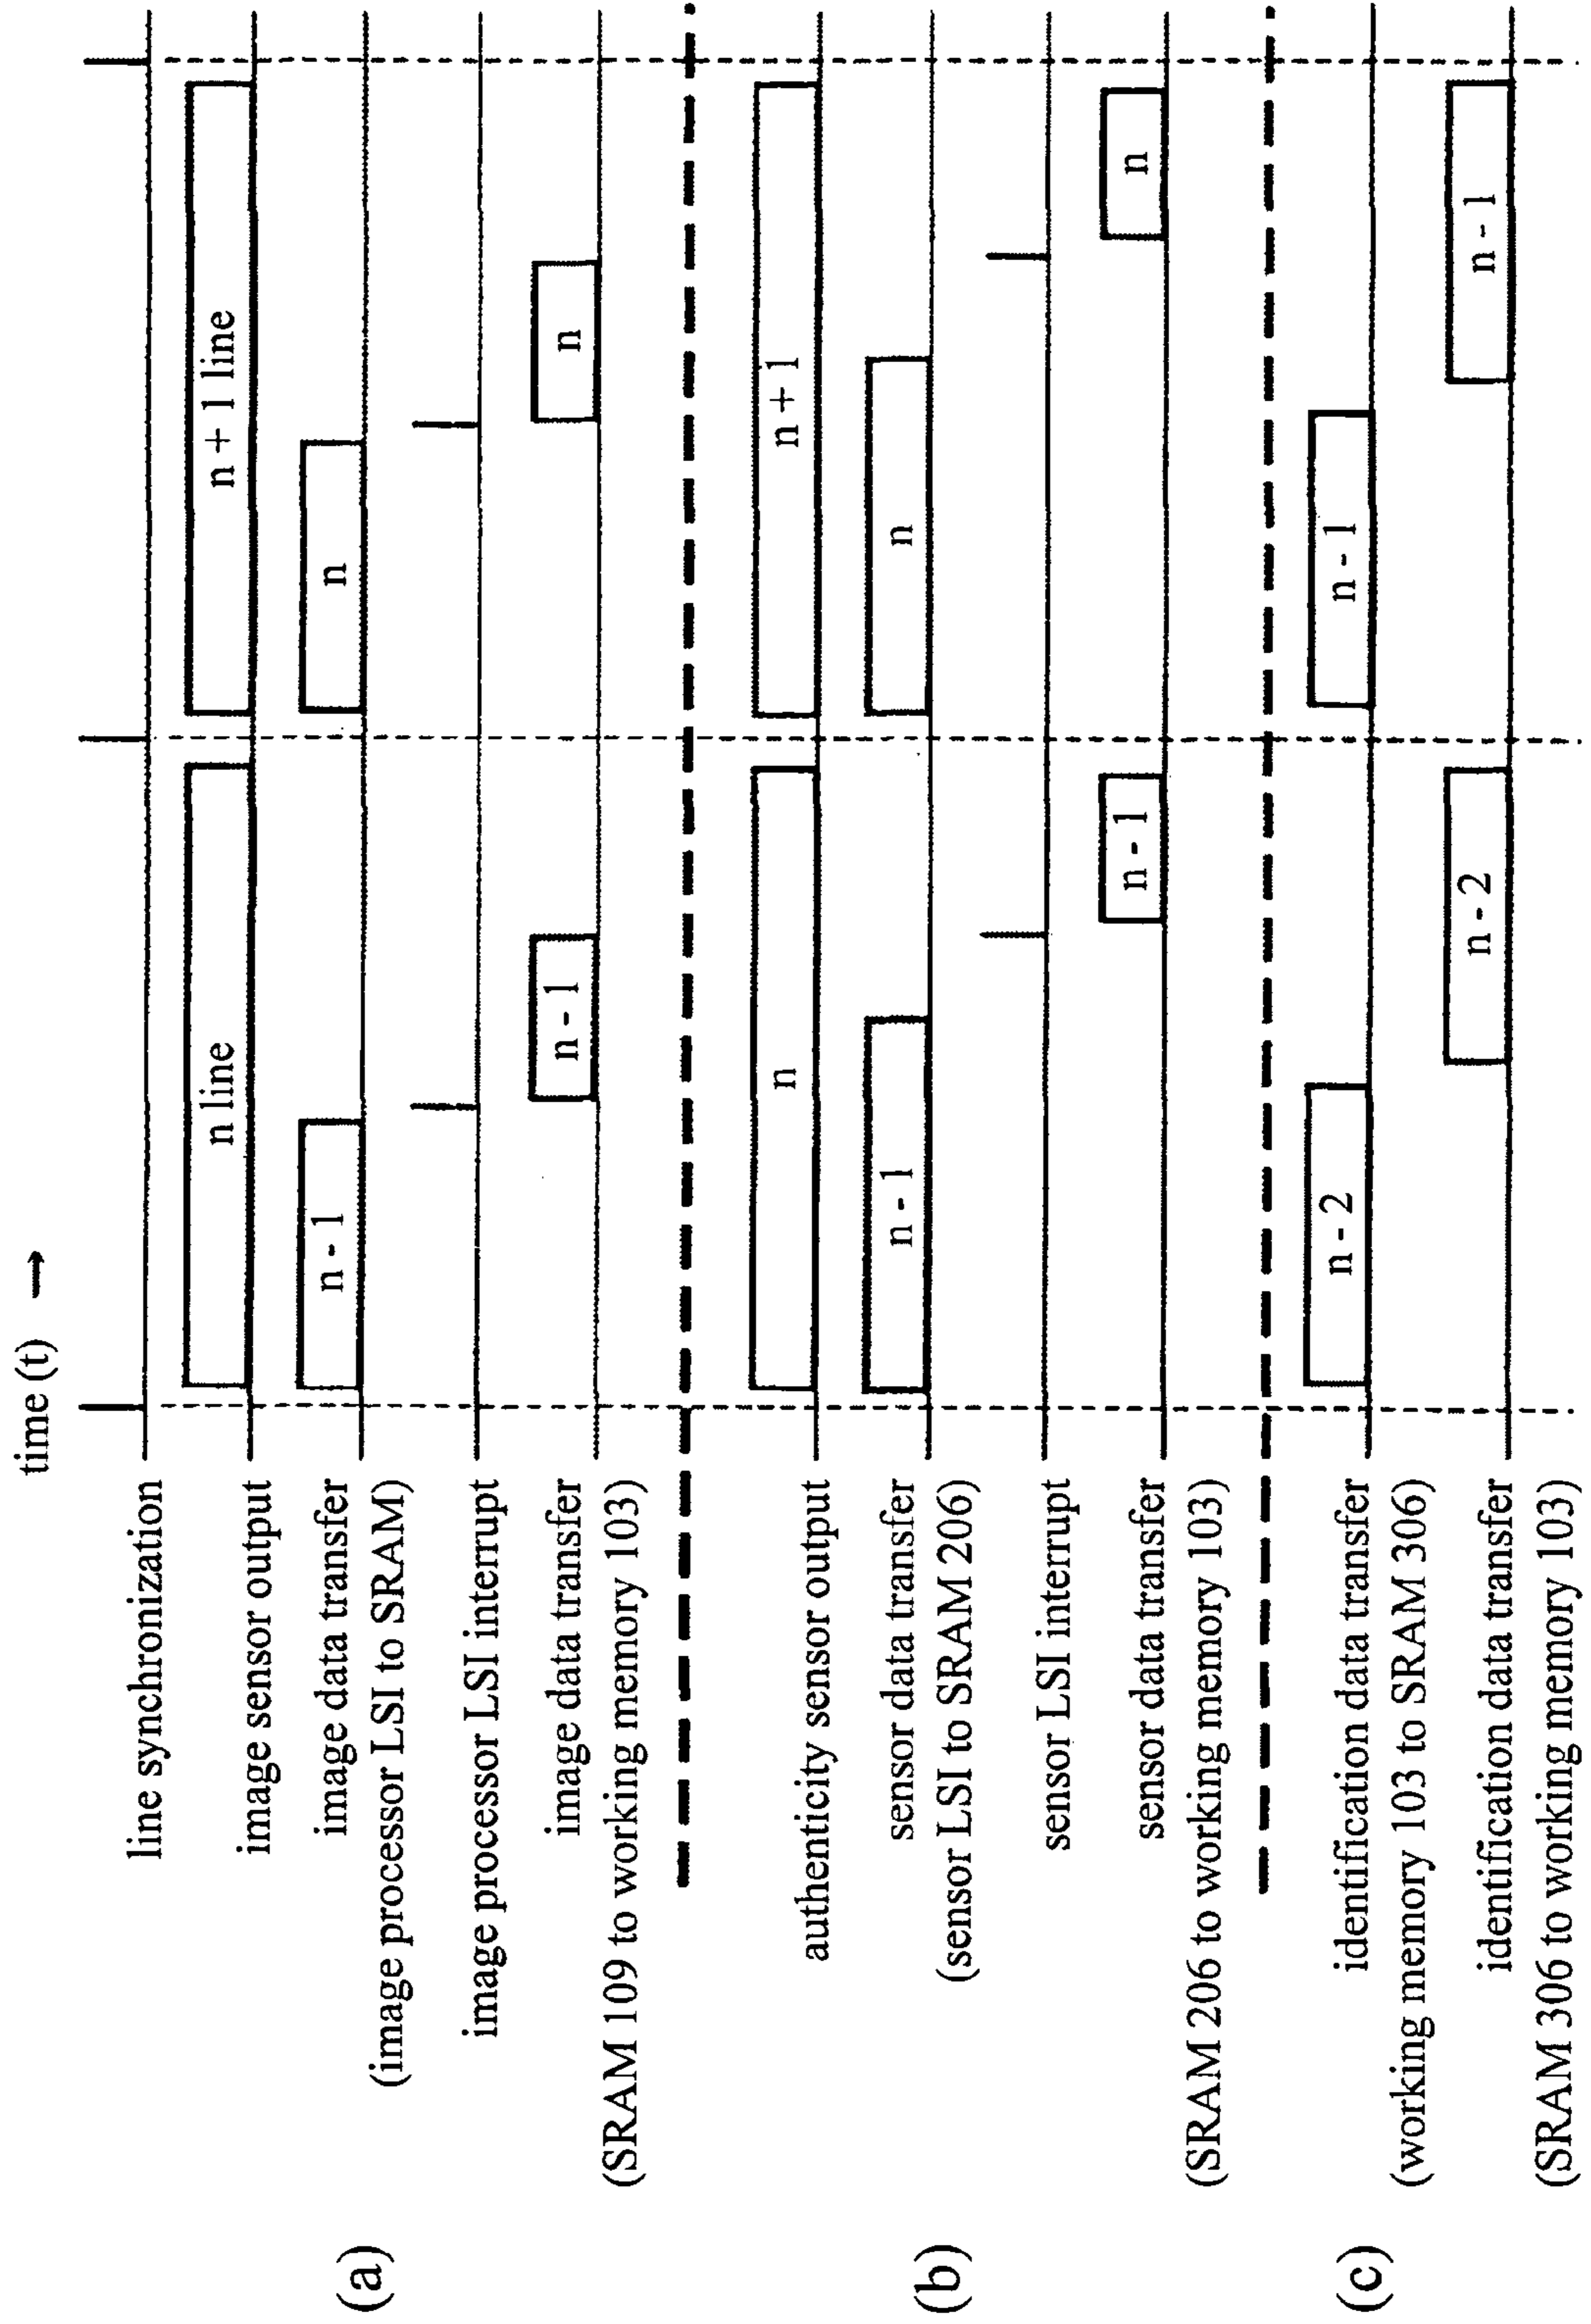 time (t) →
line synchronization
image sensor output
n line
n + 1 line
(a)
image data transfer
(image processor LSI to SRAM)
n - 1
n
image processor LSI interrupt
image data transfer
(SRAM 109 to working memory 103)
n - 1
n
authenticity sensor output
n
n + 1
(b)
sensor data transfer
(sensor LSI to SRAM 206)
n - 1
n
sensor LSI interrupt
sensor data transfer
(SRAM 206 to working memory 103)
n - 1
n
(c)
identification data transfer
(working memory 103 to SRAM 306)
n - 2
n - 1
identification data transfer
(SRAM 306 to working memory 103)
n - 2
n - 1